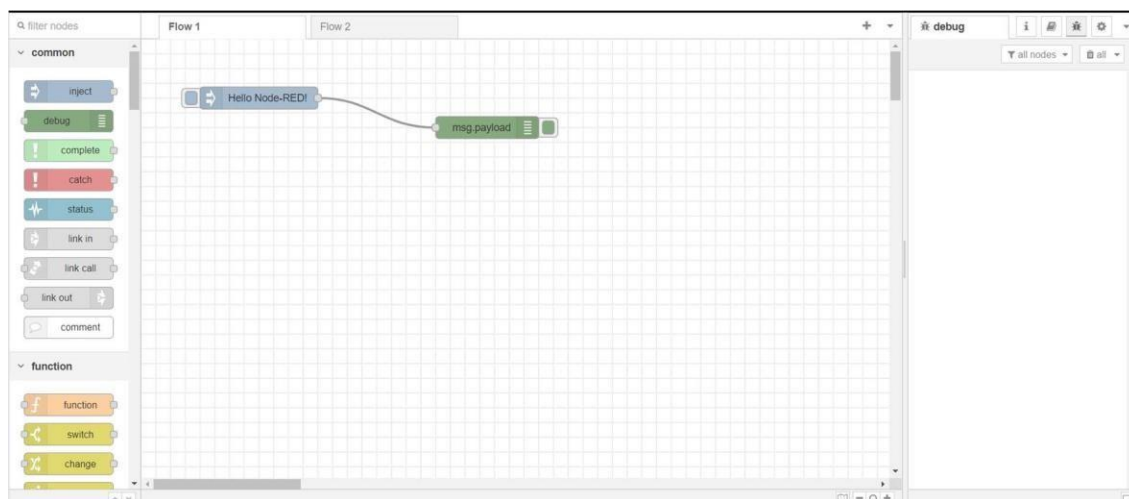 filter nodes
Flow 1
Flow 2
debug
i
all nodes
all
common
inject
debug
complete
catch
status
link in
link call
link out
comment
function
function
switch
change
Hello Node-RED!
msg.payload